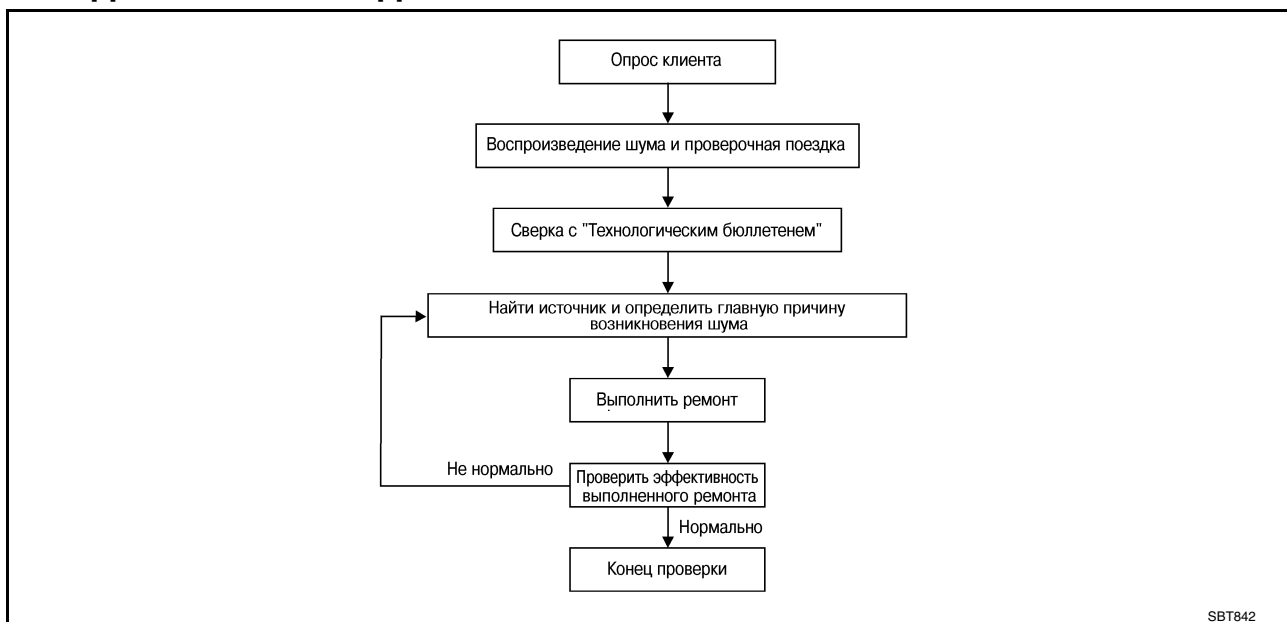 Опрос клиента
Воспроизведение шума и проверочная поездка
Сверка с "Технологическим бюллетенем"
Найти источник и определить главную причину
возникновения шума
Выполнить ремонт
Не нормально
Проверить эффективность
выполненного ремонта
Нормально
Конец проверки
SBT842